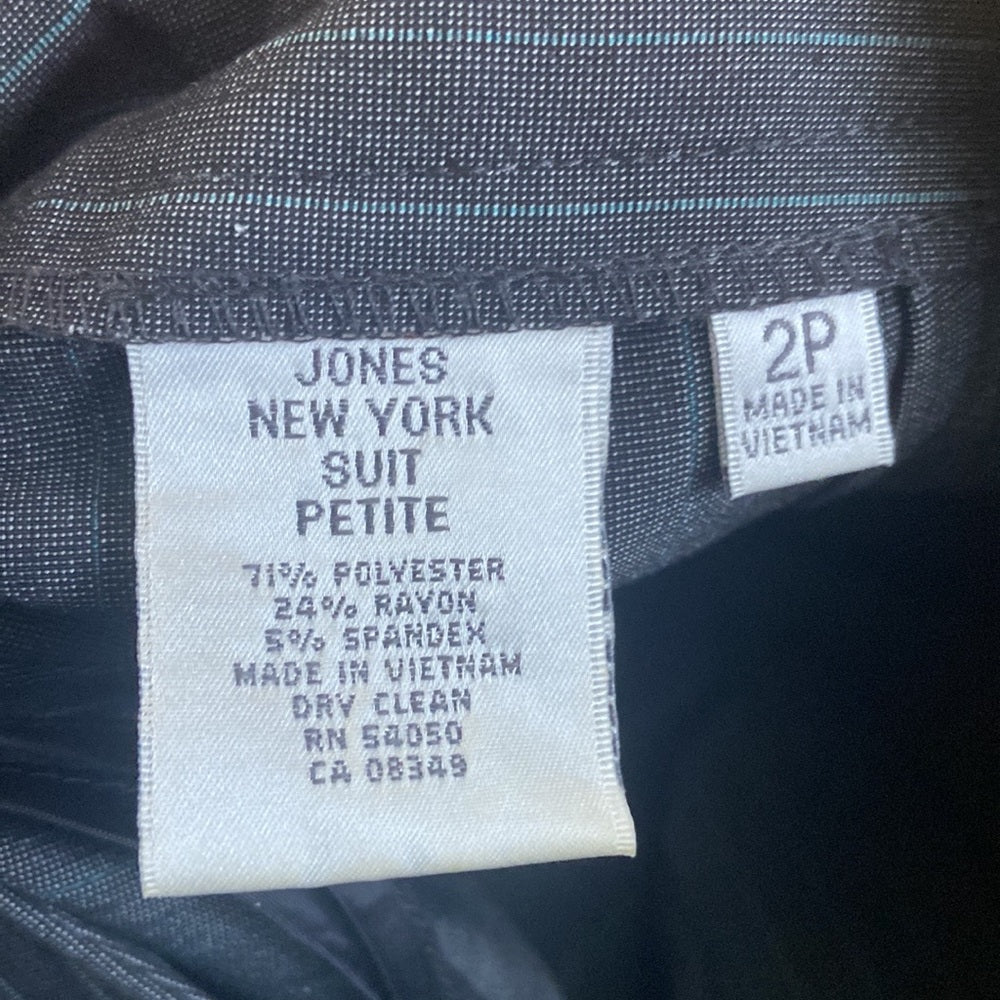 JONES
NEW YORK
SUIT
PETITE
71% POLYESTER
24% RAYON
5% SPANDEX
MADE IN VIETNAM
DRY CLEAN
RN 54050
CA 08349
2P
MADE IN
VIETNAM